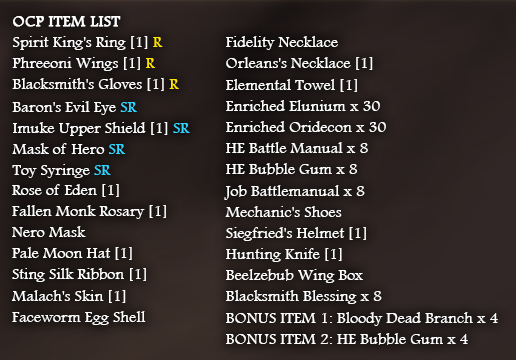 OCP ITEM LIST
Spirit King's Ring [1] R
Phreeoni Wings [1] R
Blacksmith's Gloves [1] R
Baron's Evil Eye SR
Imuke Upper Shield [1] SR
Mask of Hero SR
Toy Syringe SR
Rose of Eden [1]
Fallen Monk Rosary [1]
Nero Mask
Pale Moon Hat [1]
Sting Silk Ribbon [1]
Malach's Skin [1]
Faceworm Egg Shell
Fidelity Necklace
Orleans's Necklace [1]
Elemental Towel [1]
Enriched Elunium x 30
Enriched Oridecon x 30
HE Battle Manual x 8
HE Bubble Gum x 8
Job Battlemanual x 8
Mechanic's Shoes
Siegfried's Helmet [1]
Hunting Knife [1]
Beelzebub Wing Box
Blacksmith Blessing x 8
BONUS ITEM 1: Bloody Dead Branch x 4
BONUS ITEM 2: HE Bubble Gum x 4